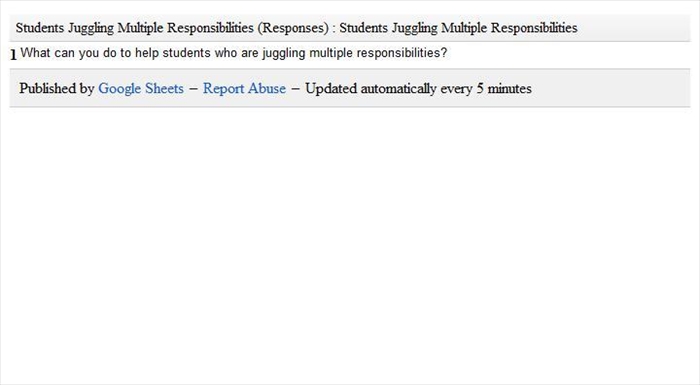 Students Juggling Multiple Responsibilities (Responses) : Students Juggling Multiple Responsibilities
1 What can you do to help students who are juggling multiple responsibilities?
Published by Google Sheets – Report Abuse – Updated automatically every 5 minutes